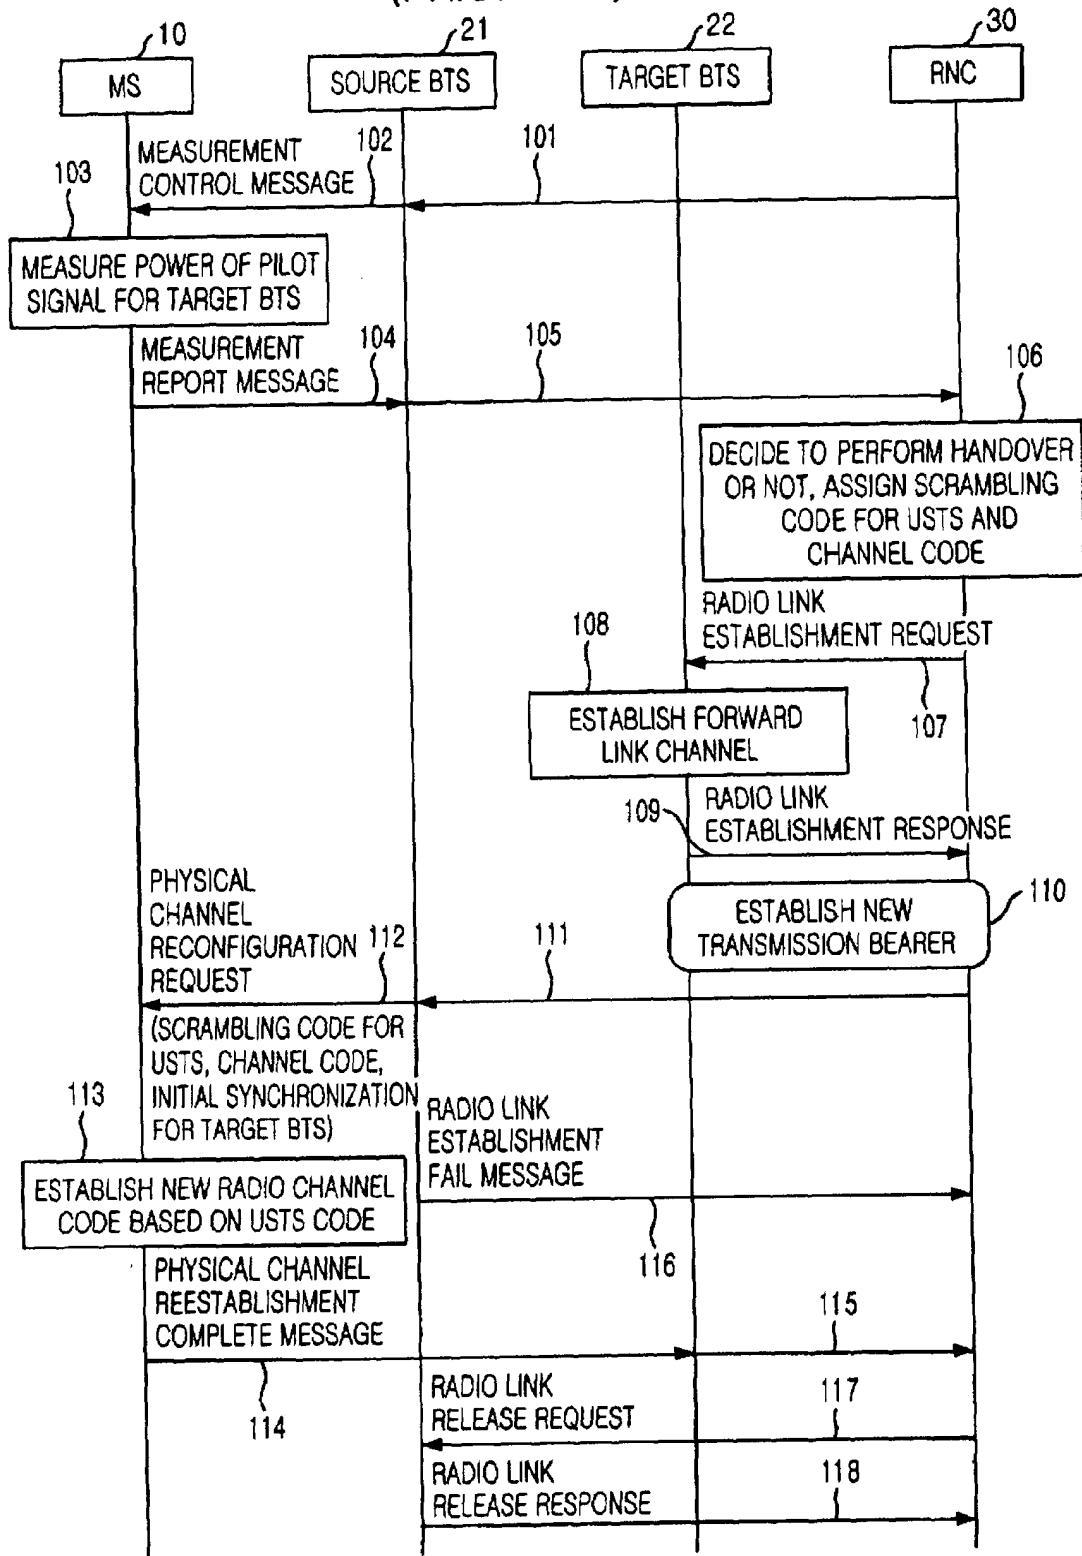 10
21
22
30
MS
SOURCE BTS
TARGET BTS
RNC
MEASUREMENT
CONTROL MESSAGE
102
101
103
MEASURE POWER OF PILOT
SIGNAL FOR TARGET BTS
MEASUREMENT
REPORT MESSAGE
104
105
106
DECIDE TO PERFORM HANDOVER
OR NOT, ASSIGN SCRAMBLING
CODE FOR USTS AND
CHANNEL CODE
RADIO LINK
ESTABLISHMENT REQUEST
107
108
ESTABLISH FORWARD
LINK CHANNEL
RADIO LINK
ESTABLISHMENT RESPONSE
109
ESTABLISH NEW
TRANSMISSION BEARER
110
PHYSICAL
CHANNEL
RECONFIGURATION
REQUEST
112
111
(SCRAMBLING CODE FOR
USTS, CHANNEL CODE,
INITIAL SYNCHRONIZATION
FOR TARGET BTS)
113
ESTABLISH NEW RADIO CHANNEL
CODE BASED ON USTS CODE
RADIO LINK
ESTABLISHMENT
FAIL MESSAGE
116
PHYSICAL CHANNEL
REESTABLISHMENT
COMPLETE MESSAGE
114
115
RADIO LINK
RELEASE REQUEST
117
RADIO LINK
RELEASE RESPONSE
118